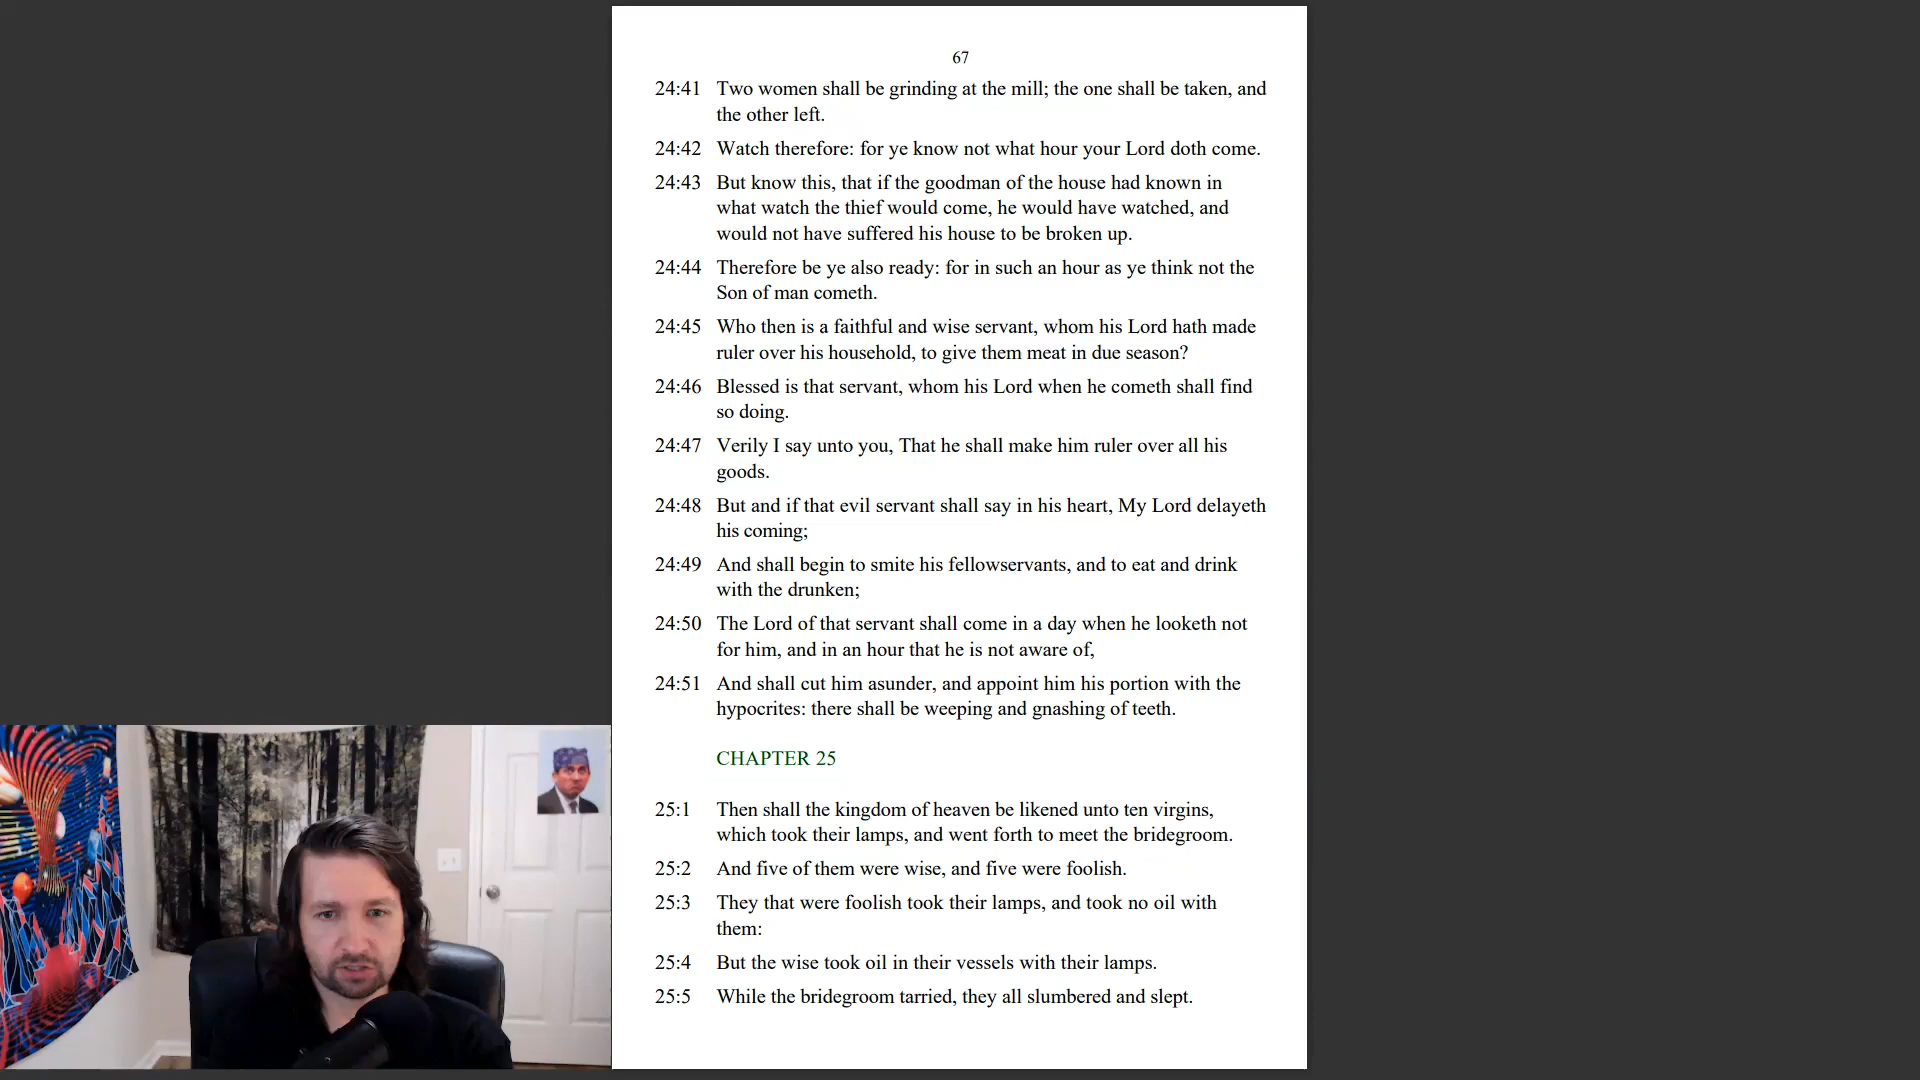 67
24:41 Two women shall be grinding at the mill; the one shall be taken, and
the other left.
24:42 Watch therefore: for ye know not what hour your Lord doth come.
24:43 But know this, that if the goodman of the house had known in
what watch the thief would come, he would have watched, and
would not have suffered his house to be broken up.
24:44 Therefore be ye also ready: for in such an hour as ye think not the
Son of man cometh.
24:45 Who then is a faithful and wise servant, whom his Lord hath made
ruler over his household, to give them meat in due season?
24:46 Blessed is that servant, whom his Lord when he cometh shall find
so doing.
24:47 Verily I say unto you, That he shall make him ruler over all his
goods.
24:48 But and if that evil servant shall say in his heart, My Lord delayeth
his coming;
24:49 And shall begin to smite his fellowservants, and to eat and drink
with the drunken;
24:50 The Lord of that servant shall come in a day when he looketh not
for him, and in an hour that he is not aware of,
24:51 And shall cut him asunder, and appoint him his portion with the
hypocrites: there shall be weeping and gnashing of teeth.
CHAPTER 25
25:1 Then shall the kingdom of heaven be likened unto ten virgins,
which took their lamps, and went forth to meet the bridegroom.
25:2 And five of them were wise, and five were foolish.
25:3 They that were foolish took their lamps, and took no oil with
them:
25:4 But the wise took oil in their vessels with their lamps.
25:5 While the bridegroom tarried, they all slumbered and slept.